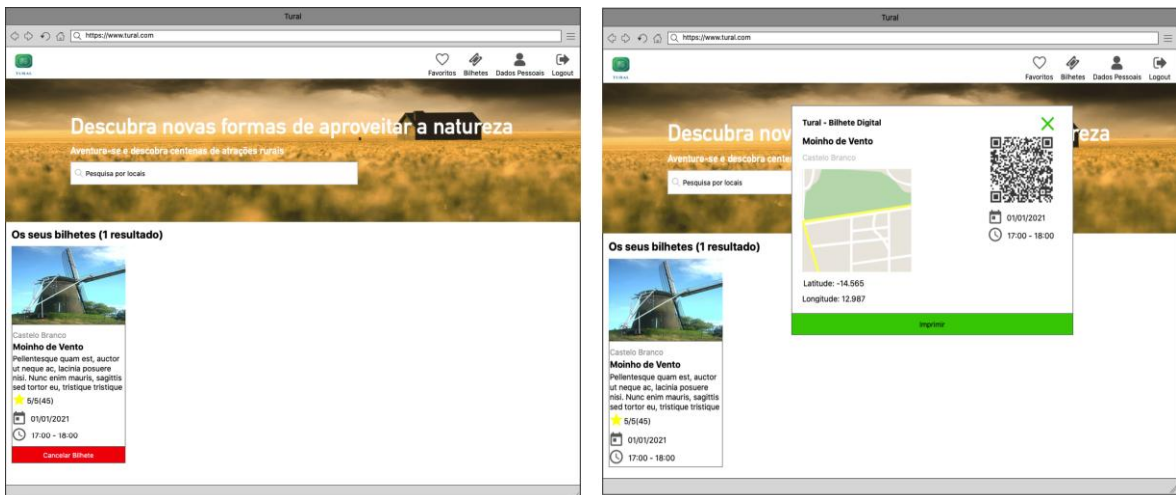 Tural
https://www.tural.com
TURAL
Favoritos Bilhetes Dados Pessoais Logout
Descubra novas formas de aproveitar a natureza
Aventure-se e descubra centenas de atrações rurais
Pesquisa por locais
Os seus bilhetes (1 resultado)
Castelo Branco
Moinho de Vento
Pellentesque quam est, auctor
ut neque ac, lacinia posuere
nisi. Nunc enim mauris, sagittis
sed tortor eu, tristique tristique
5/5(45)
01/01/2021
17:00 - 18:00
Cancelar Bilhete
Tural
https://www.tural.com
TURAL
Favoritos Bilhetes Dados Pessoais Logout
Descubra nov
reza
Aventure-se e descubra cente
Pesquisa por locais
Tural - Bilhete Digital
Moinho de Vento
Castelo Branco
01/01/2021
17:00 - 18:00
Latitude: -14.565
Longitude: 12.987
Imprimir
Os seus bilhetes (1 resultado)
Castelo Branco
Moinho de Vento
Pellentesque quam est, auctor
ut neque ac, lacinia posuere
nisi. Nunc enim mauris, sagittis
sed tortor eu, tristique tristique
5/5(45)
01/01/2021
17:00 - 18:00